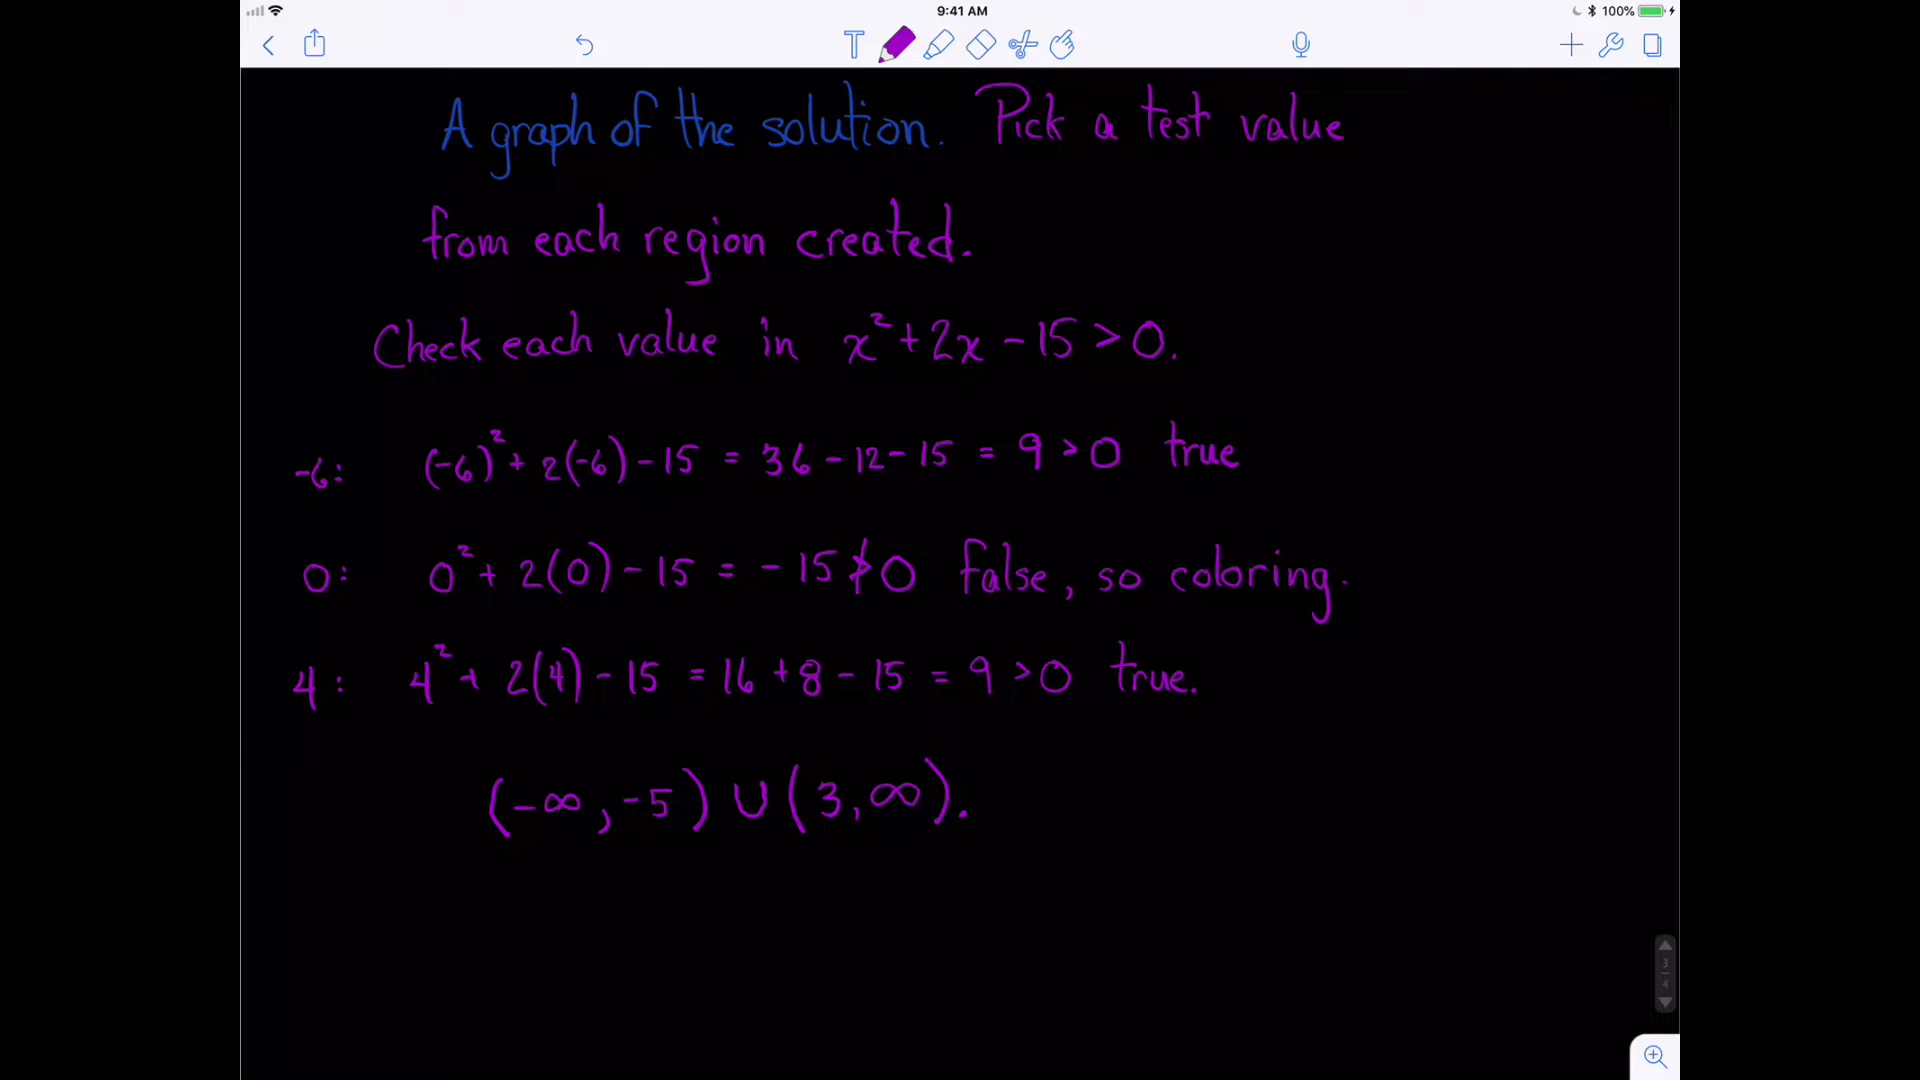 9:41 AM
100%
T
A graph of the solution. Pick a test value
from each region created.
Check each value in x² + 2x - 15 > 0.
-6: (-6)² + 2(-6) - 15 = 36 - 12 - 15 = 9 > 0 true
0: 0² + 2(0) - 15 = -15 ≯ 0 false, so coloring.
4: 4² + 2(4) - 15 = 16 + 8 - 15 = 9 > 0 true.
(-∞, -5) ∪ (3, ∞).
3
4